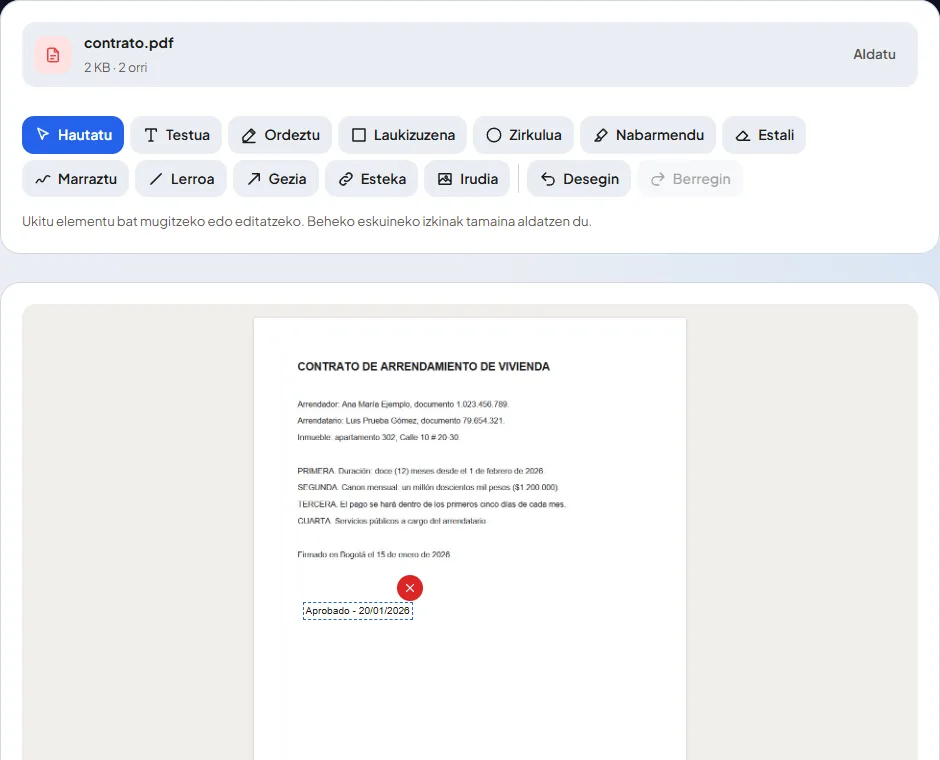 contrato.pdf
2 KB · 2 orri
Aldatu
Hautatu
Testua
Ordeztu
Laukizuzena
Zirkulua
Nabarmendu
Estali
Marraztu
Lerroa
Gezia
Esteka
Irudia
Desegin
Berregin
Ukitu elementu bat mugitzeko edo editatzeko. Beheko eskuineko izkinak tamaina aldatzen du.
CONTRATO DE ARRENDAMIENTO DE VIVIENDA
Arrendador: Ana María Ejemplo, documento 1.023.456.789.
Arrendatario: Luis Prueba Gómez, documento 79.654.321.
Inmueble: apartamento 302, Calle 10 # 20-30.
PRIMERA. Duración: doce (12) meses desde el 1 de febrero de 2026.
SEGUNDA. Canon mensual: un millón doscientos mil pesos ($1.200.000).
TERCERA. El pago se hará dentro de los primeros cinco días de cada mes.
CUARTA. Servicios públicos a cargo del arrendatario.
Firmado en Bogotá el 15 de enero de 2026.
Aprobado - 20/01/2026